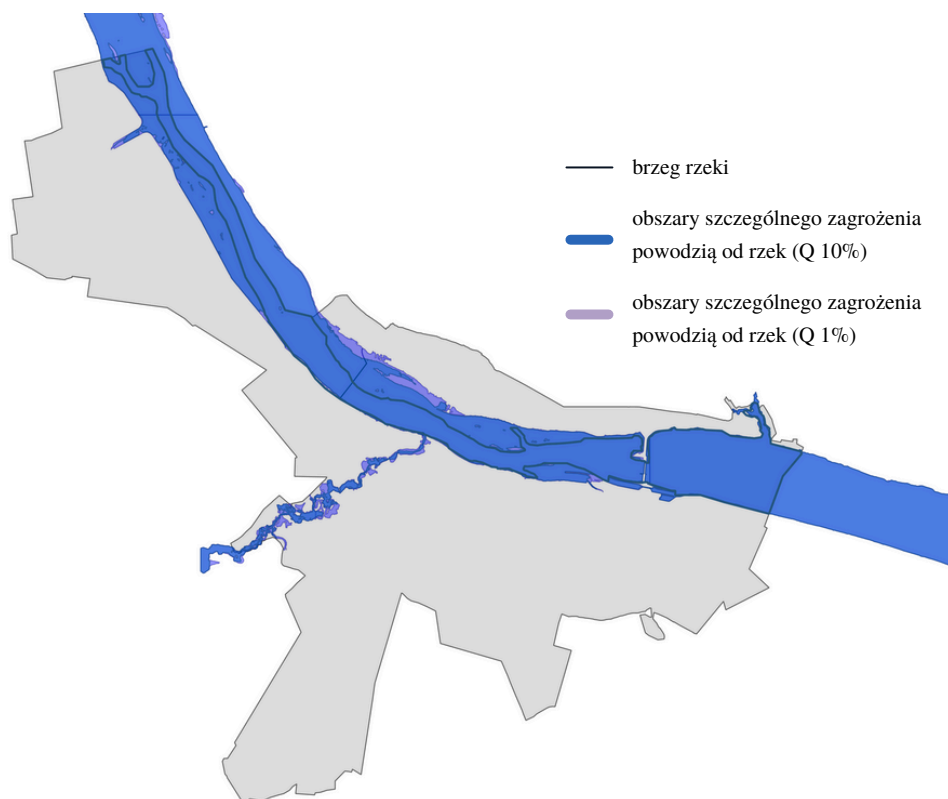 brzeg rzeki
obszary szczególnego zagrożenia
powodzią od rzek (Q 10%)
obszary szczególnego zagrożenia
powodzią od rzek (Q 1%)